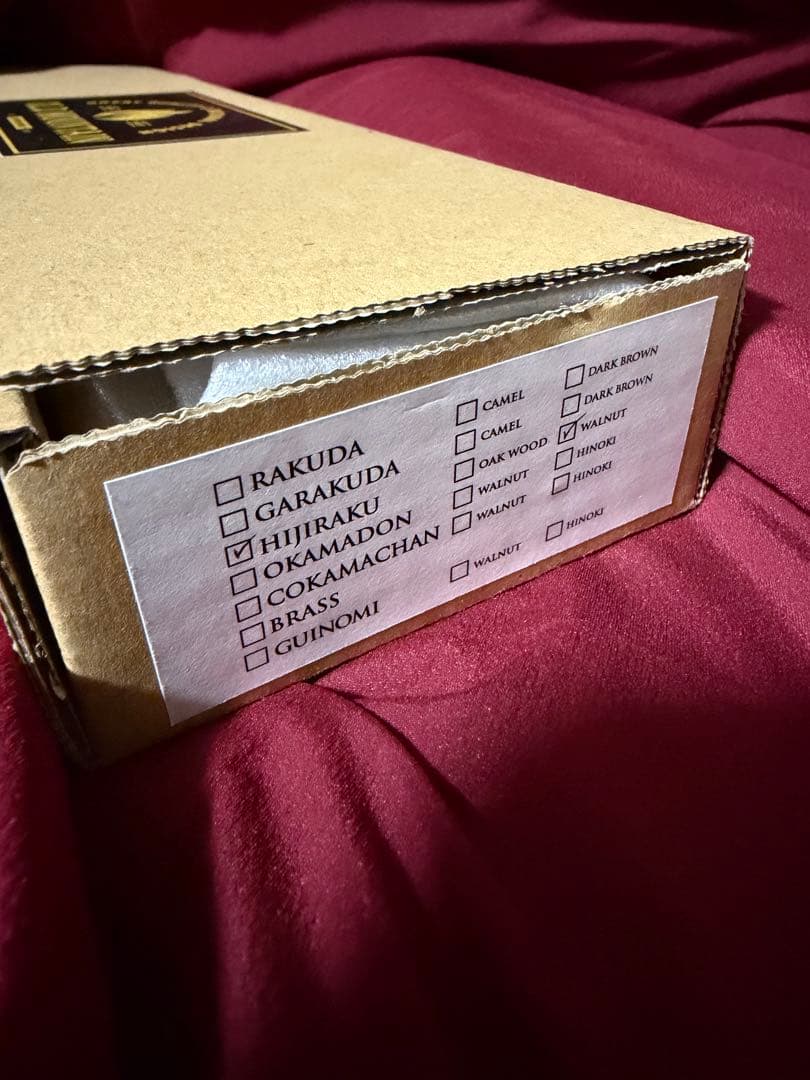 ☐ RAKUDA ☐ CAMEL ☐ DARK BROWN
☐ GARAKUDA ☐ CAMEL ☐ DARK BROWN
☑ HIJIRAKU ☐ OAK WOOD ☑ WALNUT
☐ OKAMADON ☐ WALNUT ☐ HINOKI
☐ COKAMACHAN ☐ WALNUT ☐ HINOKI
☐ BRASS
☐ GUINOMI ☐ WALNUT ☐ HINOKI